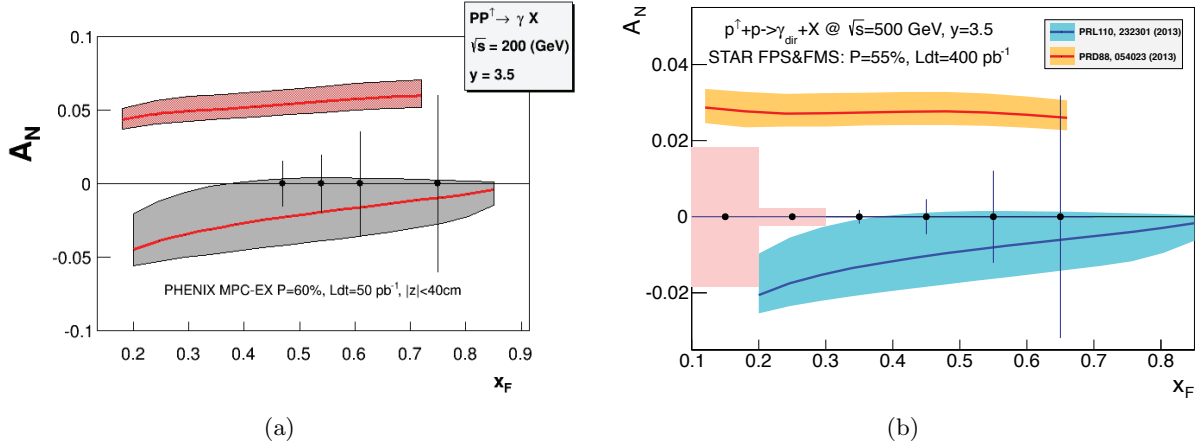 0.1
0.05
0
-0.05
-0.1
A_N
PP↑→ γ X
√s = 200 (GeV)
y = 3.5
PHENIX MPC-EX P=60%, Ldt=50 pb⁻¹, |z|<40cm
0.2 0.3 0.4 0.5 0.6 0.7 0.8 0.9
x_F
(a)
A_N
0.04
0.02
0
-0.02
p↑+p->γ_dir+X @ √s=500 GeV, y=3.5
STAR FPS&FMS: P=55%, Ldt=400 pb⁻¹
PRL110, 232301 (2013)
PRD88, 054023 (2013)
0.1 0.2 0.3 0.4 0.5 0.6 0.7 0.8
x_F
(b)